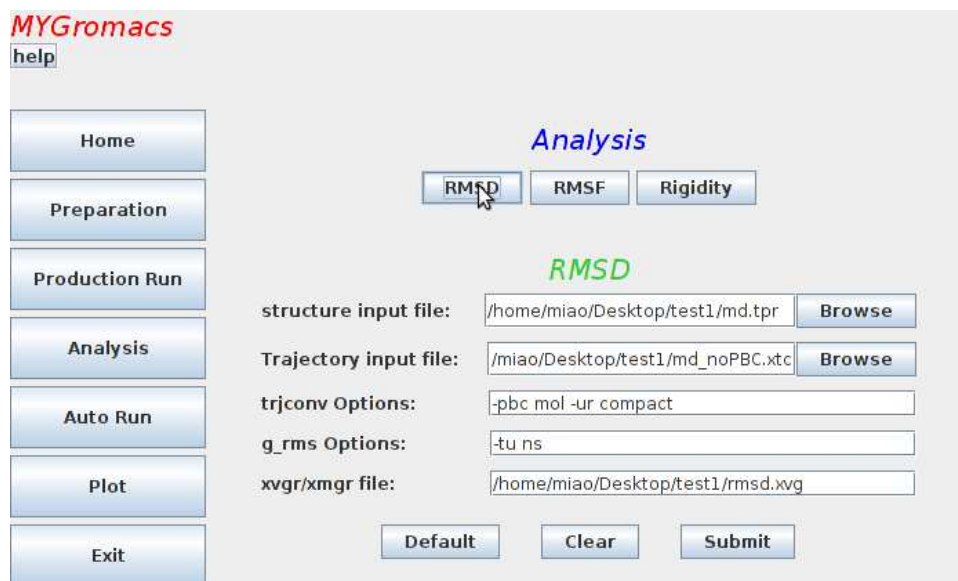 MYGromacs
help
Home
Preparation
Production Run
Analysis
Auto Run
Plot
Exit
Analysis
RMSD RMSF Rigidity
RMSD
structure input file: /home/miao/Desktop/test1/md.tpr Browse
Trajectory input file: /miao/Desktop/test1/md_noPBC.xtc Browse
trjconv Options: -pbc mol -ur compact
g_rms Options: -tu ns
xvgr/xmgr file: /home/miao/Desktop/test1/rmsd.xvg
Default Clear Submit